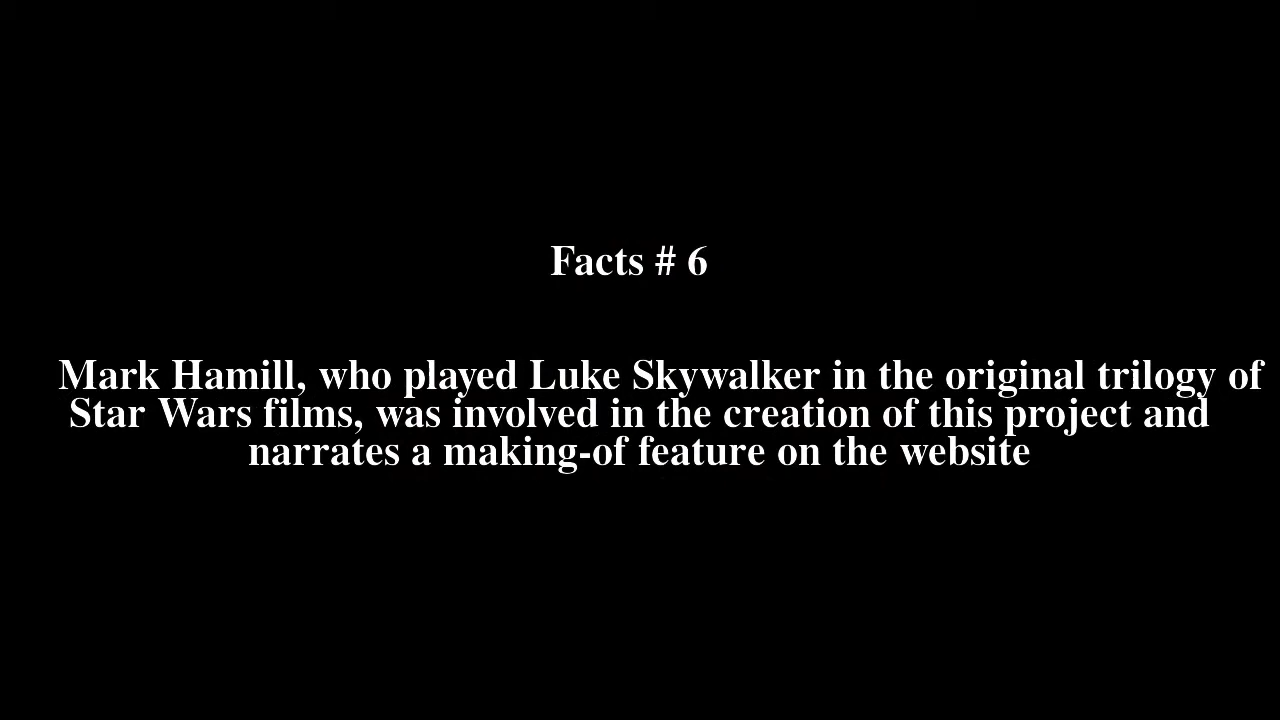 Facts # 6
Mark Hamill, who played Luke Skywalker in the original trilogy of
Star Wars films, was involved in the creation of this project and
narrates a making-of feature on the website